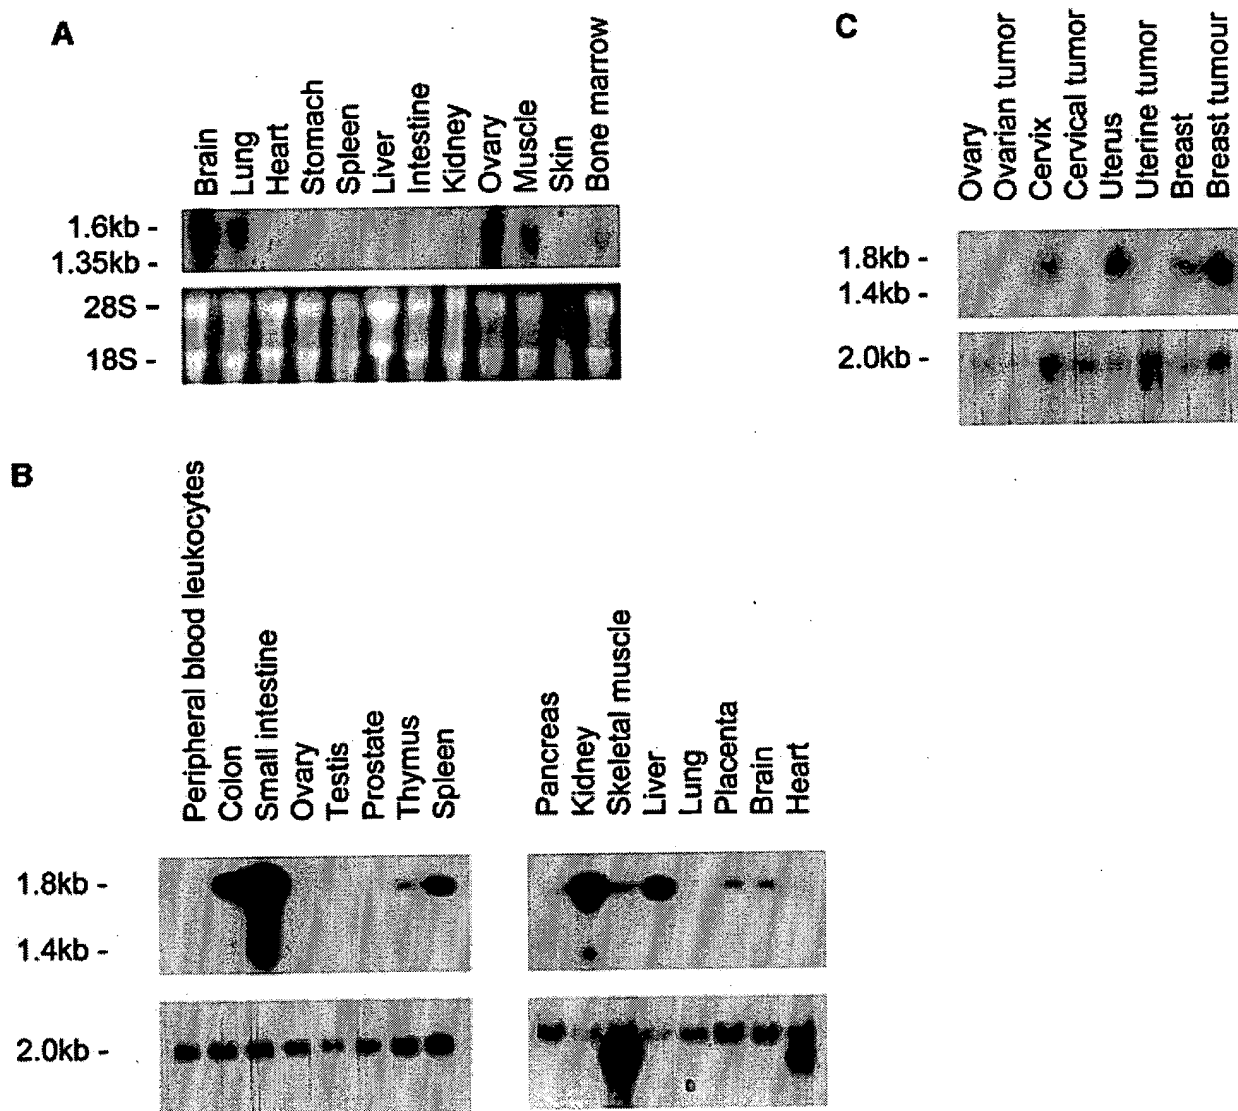 A
Brain
Lung
Heart
Stomach
Spleen
Liver
Intestine
Kidney
Ovary
Muscle
Skin
Bone marrow
1.6kb -
1.35kb -
28S -
18S -
C
Ovary
Ovarian tumor
Cervix
Cervical tumor
Uterus
Uterine tumor
Breast
Breast tumour
1.8kb -
1.4kb -
2.0kb -
B
Peripheral blood leukocytes
Colon
Small intestine
Ovary
Testis
Prostate
Thymus
Spleen
Pancreas
Kidney
Skeletal muscle
Liver
Lung
Placenta
Brain
Heart
1.8kb -
1.4kb -
2.0kb -